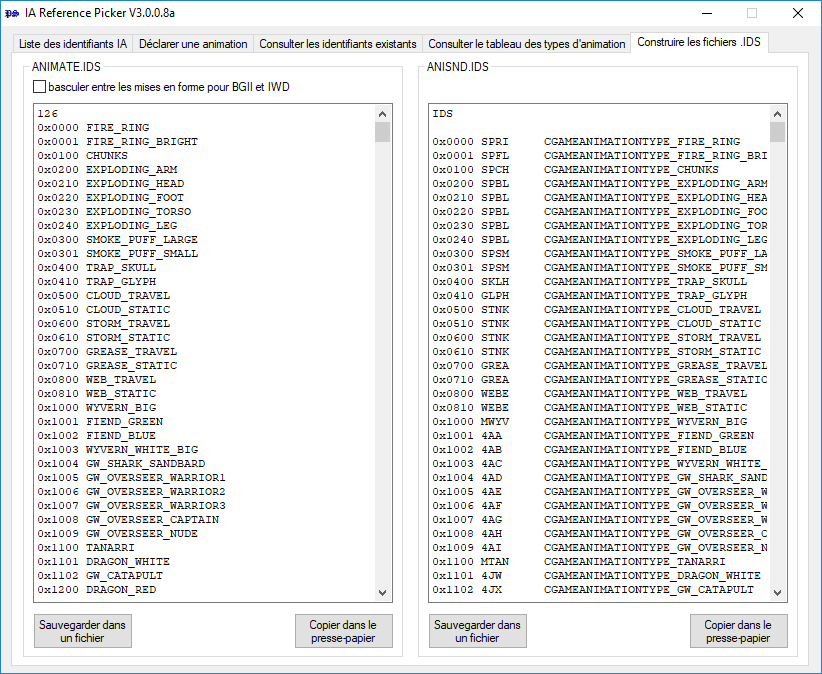 IA Reference Picker V3.0.0.8a
Liste des identifiants IA
Déclarer une animation
Consulter les identifiants existants
Consulter le tableau des types d'animation
Construire les fichiers .IDS
ANIMATE.IDS
basculer entre les mises en forme pour BGII et IWD
126
0x0000 FIRE_RING
0x0001 FIRE_RING_BRIGHT
0x0100 CHUNKS
0x0200 EXPLODING_ARM
0x0210 EXPLODING_HEAD
0x0220 EXPLODING_FOOT
0x0230 EXPLODING_TORSO
0x0240 EXPLODING_LEG
0x0300 SMOKE_PUFF_LARGE
0x0301 SMOKE_PUFF_SMALL
0x0400 TRAP_SKULL
0x0410 TRAP_GLYPH
0x0500 CLOUD_TRAVEL
0x0510 CLOUD_STATIC
0x0600 STORM_TRAVEL
0x0610 STORM_STATIC
0x0700 GREASE_TRAVEL
0x0710 GREASE_STATIC
0x0800 WEB_TRAVEL
0x0810 WEB_STATIC
0x1000 WYVERN_BIG
0x1001 FIEND_GREEN
0x1002 FIEND_BLUE
0x1003 WYVERN_WHITE_BIG
0x1004 GW_SHARK_SANDBARD
0x1005 GW_OVERSEER_WARRIOR1
0x1006 GW_OVERSEER_WARRIOR2
0x1007 GW_OVERSEER_WARRIOR3
0x1008 GW_OVERSEER_CAPTAIN
0x1009 GW_OVERSEER_NUDE
0x1100 TANARRI
0x1101 DRAGON_WHITE
0x1102 GW_CATAPULT
0x1200 DRAGON_RED
Sauvegarder dans
un fichier
Copier dans le
presse-papier
ANISND.IDS
IDS
0x0000 SPRI CGAMEANIMATIONTYPE_FIRE_RING
0x0001 SPFL CGAMEANIMATIONTYPE_FIRE_RING_BRI
0x0100 SPCH CGAMEANIMATIONTYPE_CHUNKS
0x0200 SPBL CGAMEANIMATIONTYPE_EXPLODING_ARM
0x0210 SPBL CGAMEANIMATIONTYPE_EXPLODING_HEA
0x0220 SPBL CGAMEANIMATIONTYPE_EXPLODING_FOO
0x0230 SPBL CGAMEANIMATIONTYPE_EXPLODING_TOR
0x0240 SPBL CGAMEANIMATIONTYPE_EXPLODING_LEG
0x0300 SPSM CGAMEANIMATIONTYPE_SMOKE_PUFF_LA
0x0301 SPSM CGAMEANIMATIONTYPE_SMOKE_PUFF_SM
0x0400 SKLH CGAMEANIMATIONTYPE_TRAP_SKULL
0x0410 GLPH CGAMEANIMATIONTYPE_TRAP_GLYPH
0x0500 STNK CGAMEANIMATIONTYPE_CLOUD_TRAVEL
0x0510 STNK CGAMEANIMATIONTYPE_CLOUD_STATIC
0x0600 STNK CGAMEANIMATIONTYPE_STORM_TRAVEL
0x0610 STNK CGAMEANIMATIONTYPE_STORM_STATIC
0x0700 GREA CGAMEANIMATIONTYPE_GREASE_TRAVEL
0x0710 GREA CGAMEANIMATIONTYPE_GREASE_STATIC
0x0800 WEBE CGAMEANIMATIONTYPE_WEB_TRAVEL
0x0810 WEBE CGAMEANIMATIONTYPE_WEB_STATIC
0x1000 MWYV CGAMEANIMATIONTYPE_WYVERN_BIG
0x1001 4AA CGAMEANIMATIONTYPE_FIEND_GREEN
0x1002 4AB CGAMEANIMATIONTYPE_FIEND_BLUE
0x1003 4AC CGAMEANIMATIONTYPE_WYVERN_WHITE_
0x1004 4AD CGAMEANIMATIONTYPE_GW_SHARK_SAND
0x1005 4AE CGAMEANIMATIONTYPE_GW_OVERSEER_W
0x1006 4AF CGAMEANIMATIONTYPE_GW_OVERSEER_W
0x1007 4AG CGAMEANIMATIONTYPE_GW_OVERSEER_W
0x1008 4AH CGAMEANIMATIONTYPE_GW_OVERSEER_C
0x1009 4AI CGAMEANIMATIONTYPE_GW_OVERSEER_N
0x1100 MTAN CGAMEANIMATIONTYPE_TANARRI
0x1101 4JW CGAMEANIMATIONTYPE_DRAGON_WHITE
0x1102 4JX CGAMEANIMATIONTYPE_GW_CATAPULT
Sauvegarder dans
un fichier
Copier dans le
presse-papier